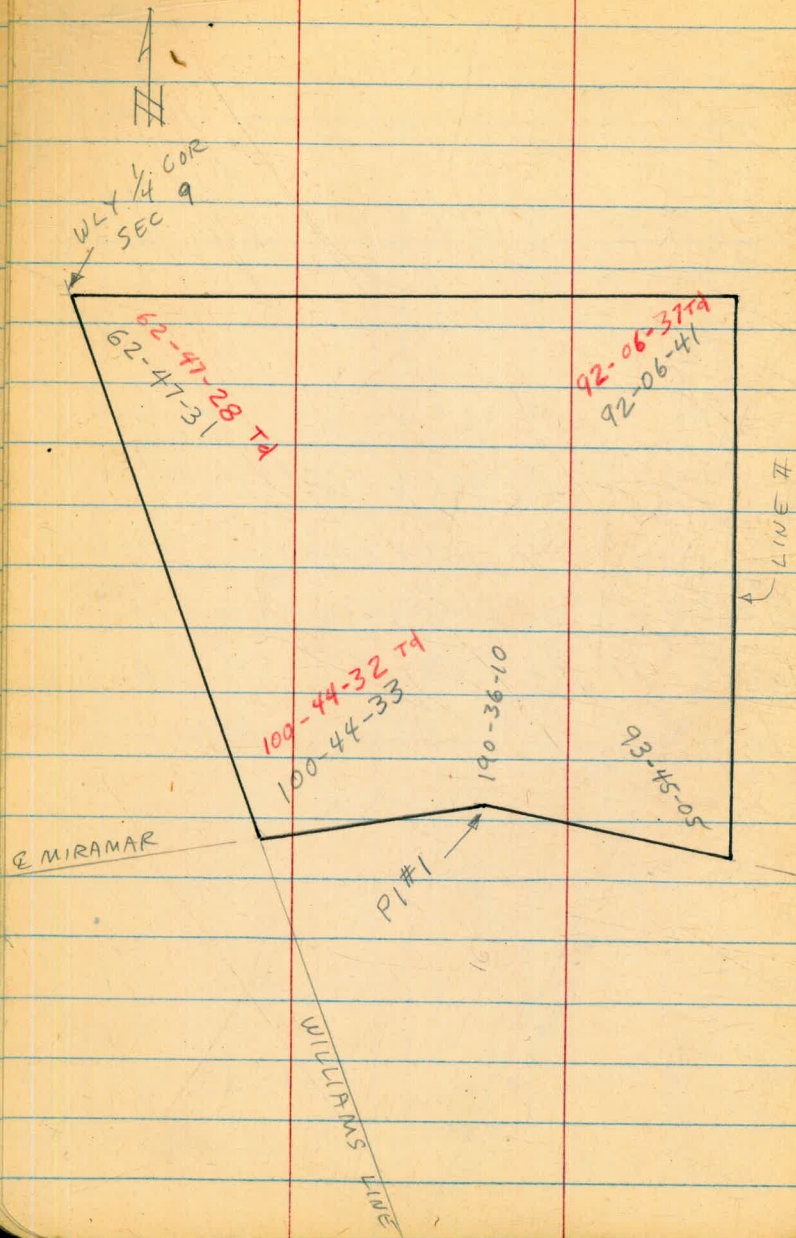 N
WLY 1/4 COR
SEC 9
62-47-28 Td
62-47-31
92-06-37 Td
92-06-41
LINE II
100-44-32 Td
100-44-33
190-36-10
93-45-05
℄ MIRAMAR
PI#1
16
WILLIAMS LINE